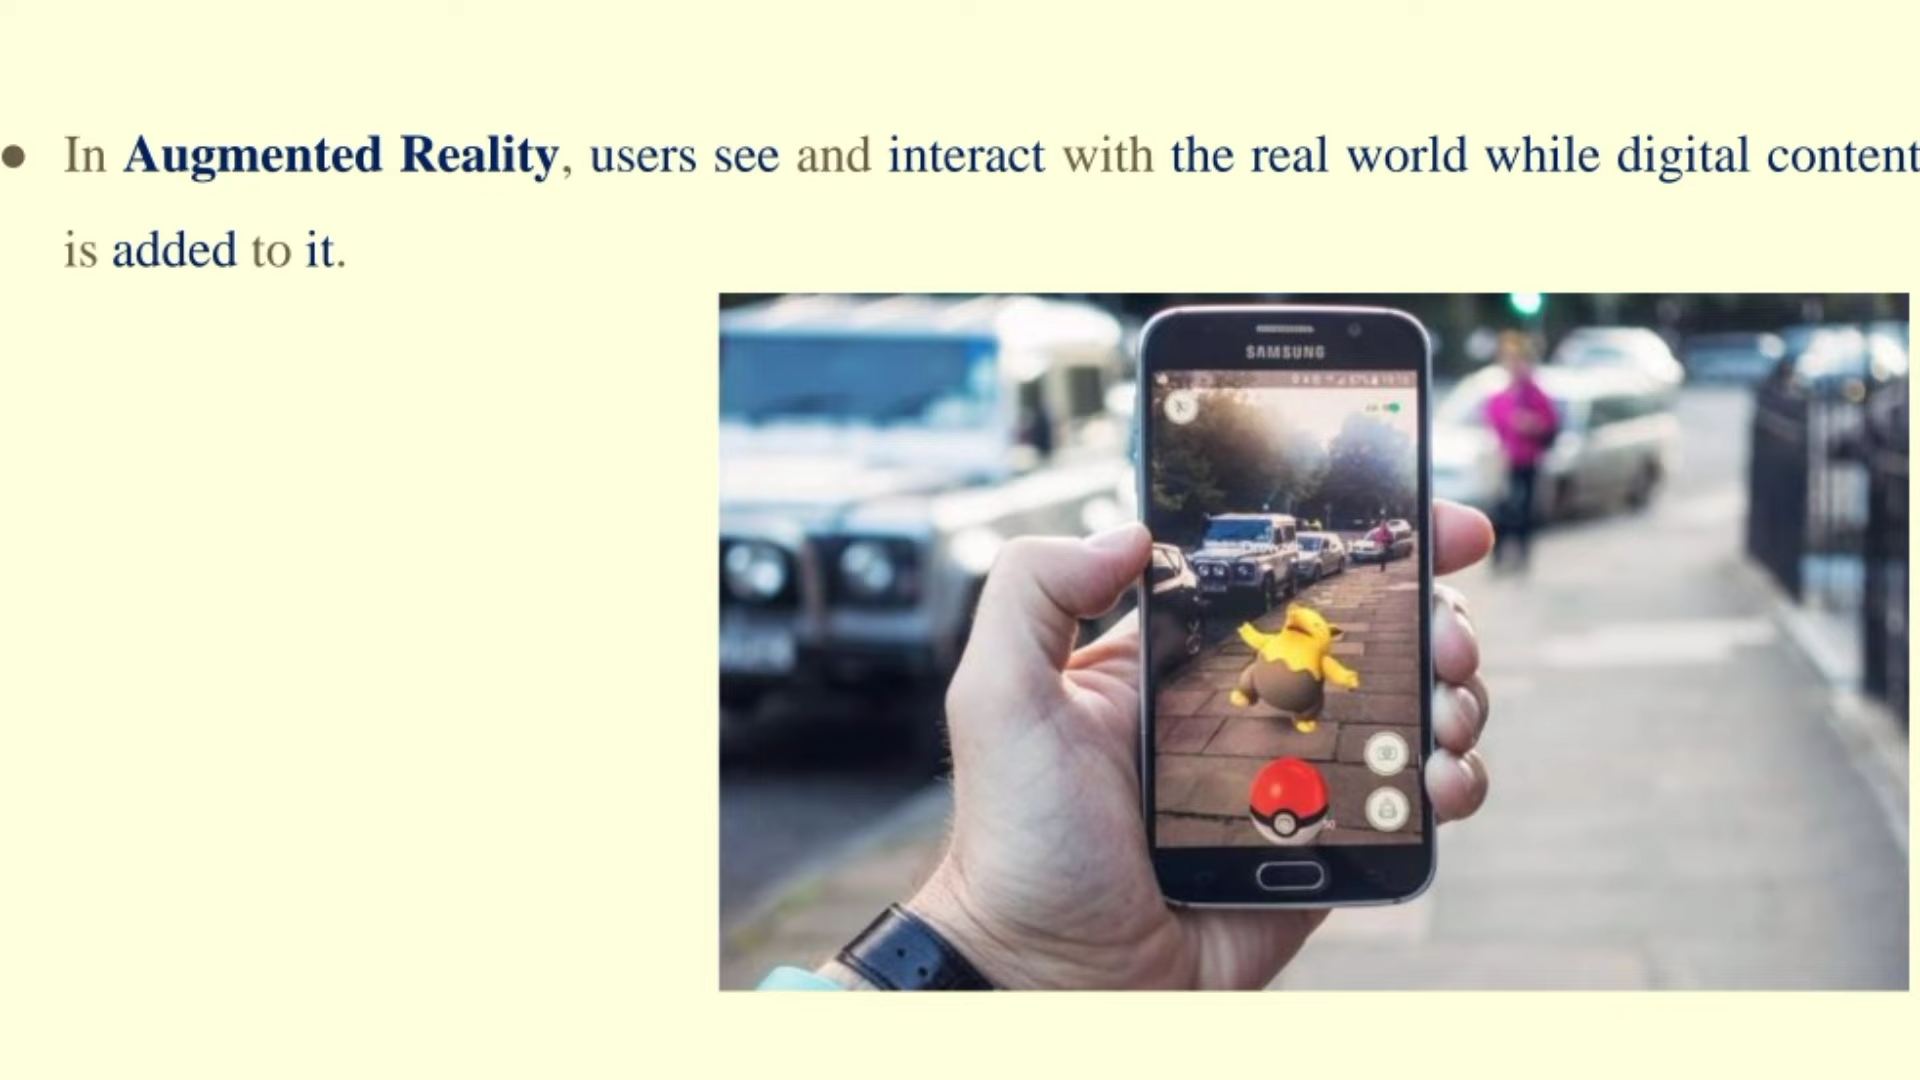 ● In Augmented Reality, users see and interact with the real world while digital content
is added to it.
SAMSUNG